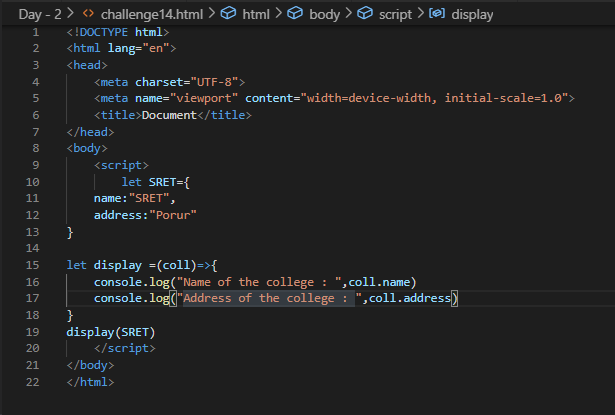 Day - 2 > <> challenge14.html > html > body > script > display
1 <!DOCTYPE html>
2 <html lang="en">
3 <head>
4     <meta charset="UTF-8">
5     <meta name="viewport" content="width=device-width, initial-scale=1.0">
6     <title>Document</title>
7 </head>
8 <body>
9     <script>
10         let SRET={
11     name:"SRET",
12     address:"Porur"
13 }
14
15 let display =(coll)=>{
16     console.log("Name of the college : ",coll.name)
17     console.log("Address of the college : ",coll.address)
18 }
19 display(SRET)
20     </script>
21 </body>
22 </html>